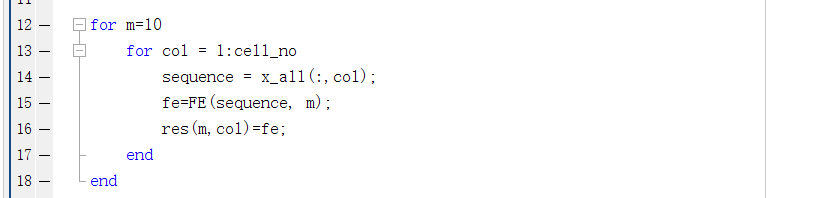 12 — for m=10
13 — for col = 1:cell_no
14 — sequence = x_all(:,col);
15 — fe=FE(sequence, m);
16 — res(m,col)=fe;
17 — end
18 — end